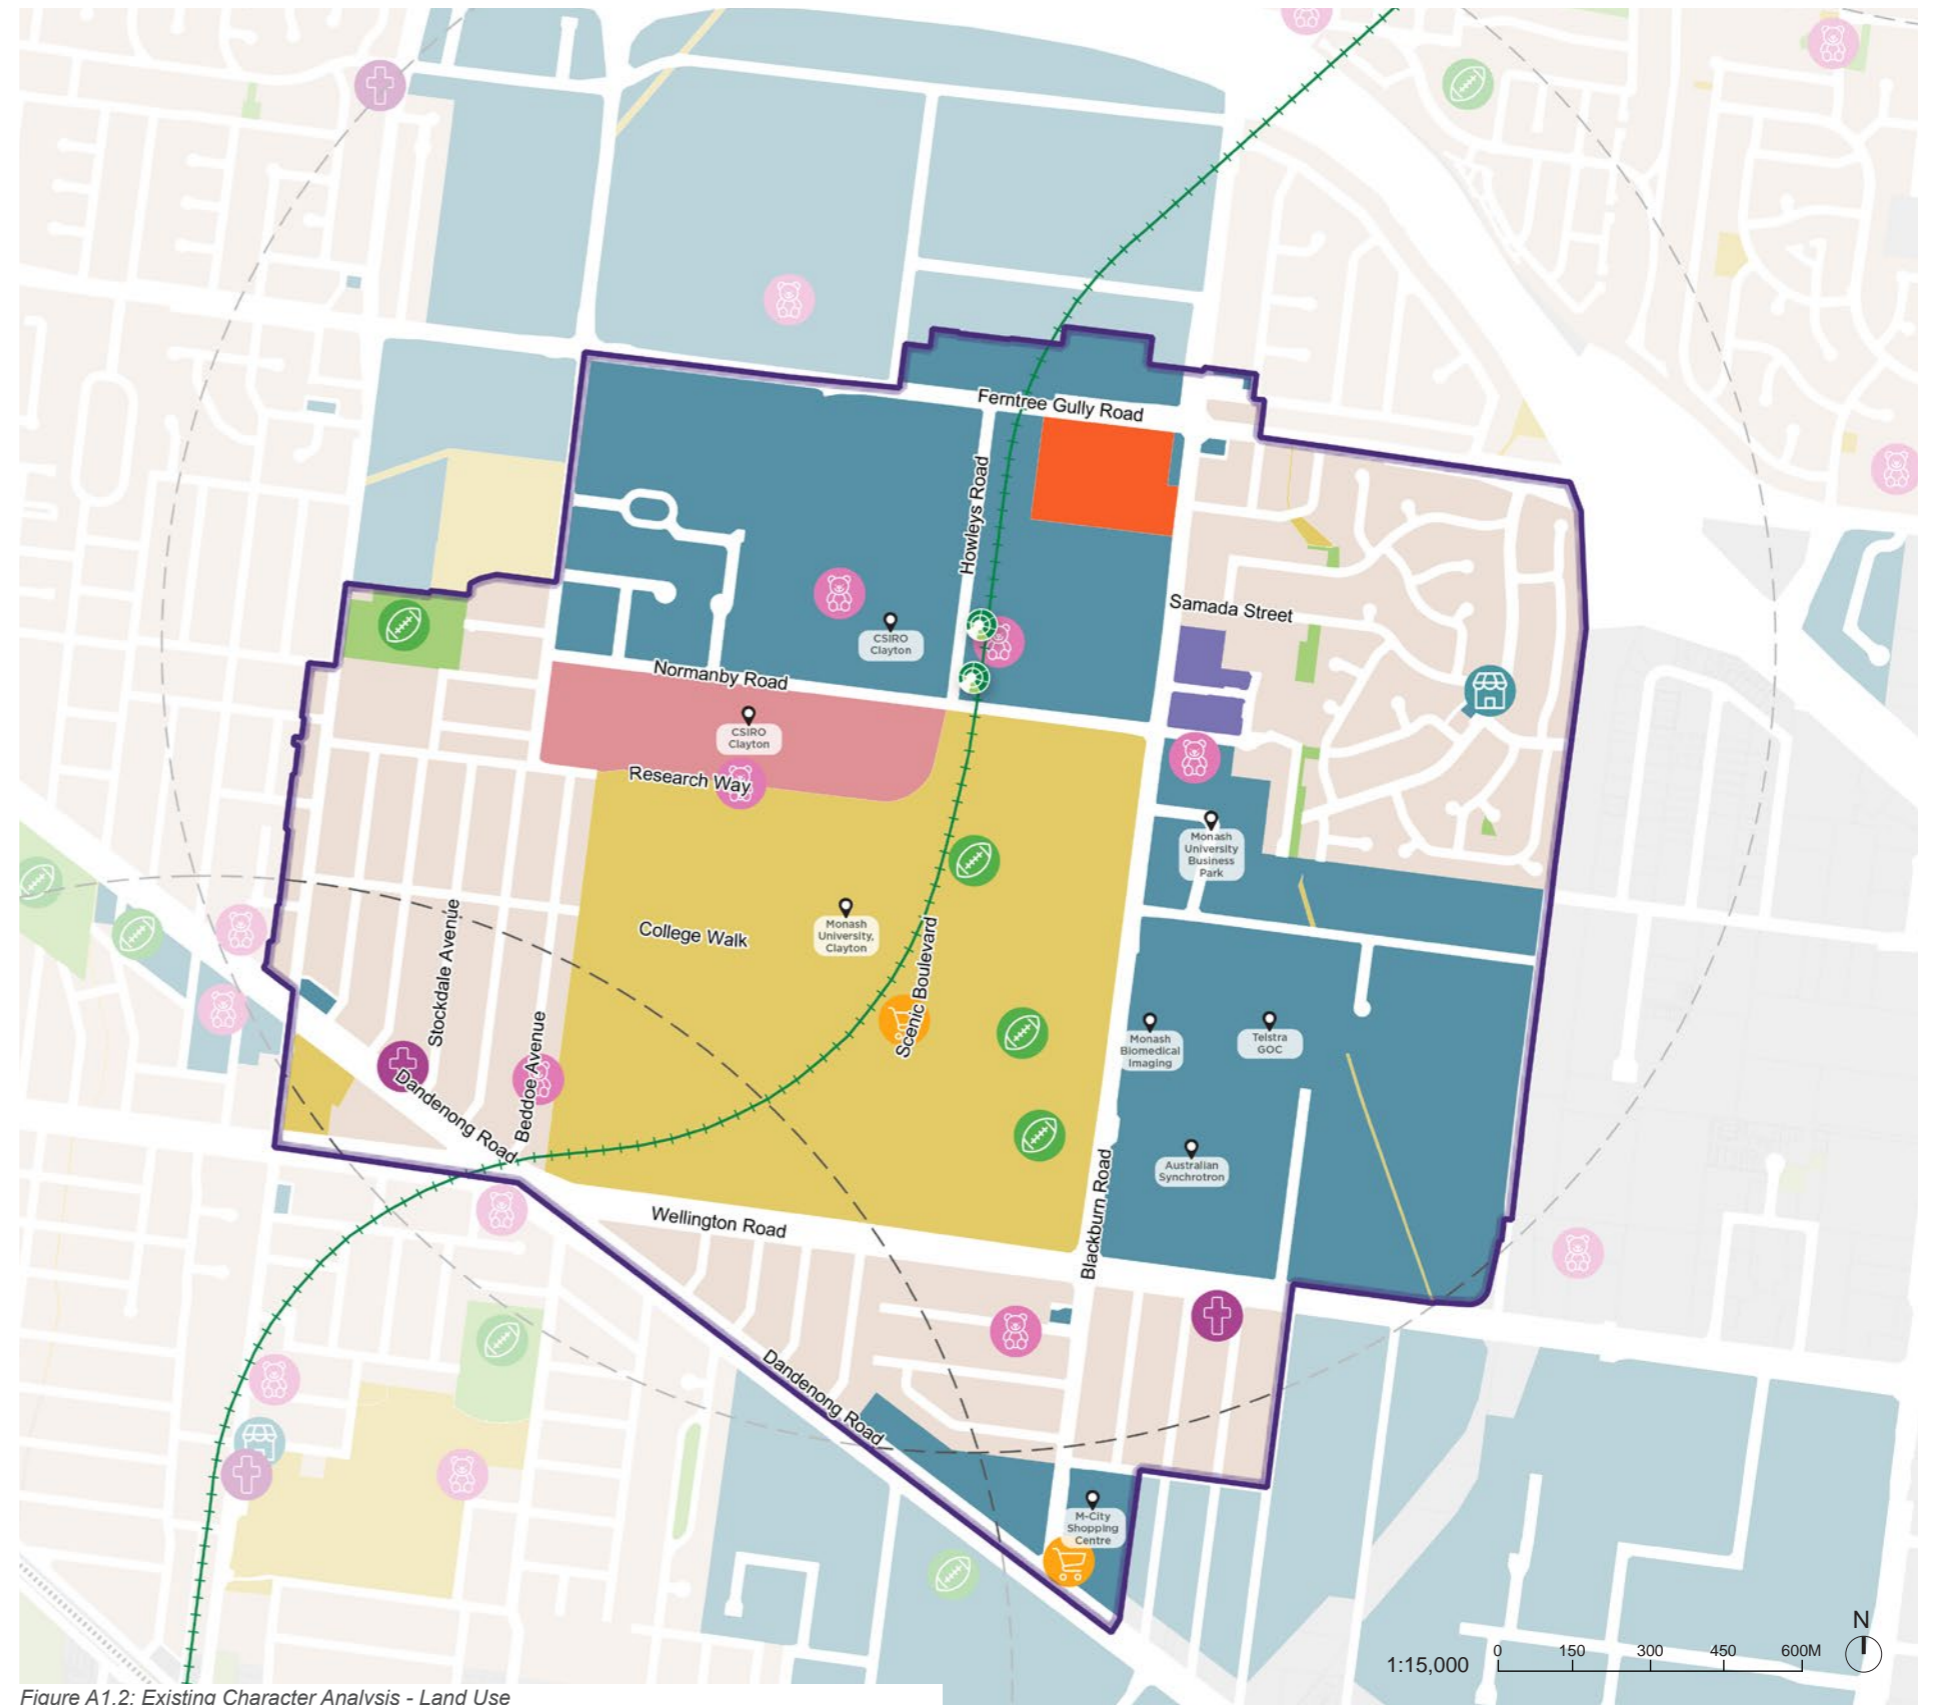 Ferntree Gully Road
Howleys Road
Samada Street
CSIRO
Clayton
Normanby Road
CSIRO
Clayton
Research Way
Monash
University
Business
Park
Stockdale Avenue
College Walk
Monash
University,
Clayton
Scenic Boulevard
Beddoe Avenue
Monash
Biomedical
Imaging
Telstra
GOC
Dandenong Road
Australian
Synchrotron
Blackburn Road
Wellington Road
Dandenong Road
M-City
Shopping
Centre
N
1:15,000
0 150 300 450 600M
Figure A1.2: Existing Character Analysis - Land Use